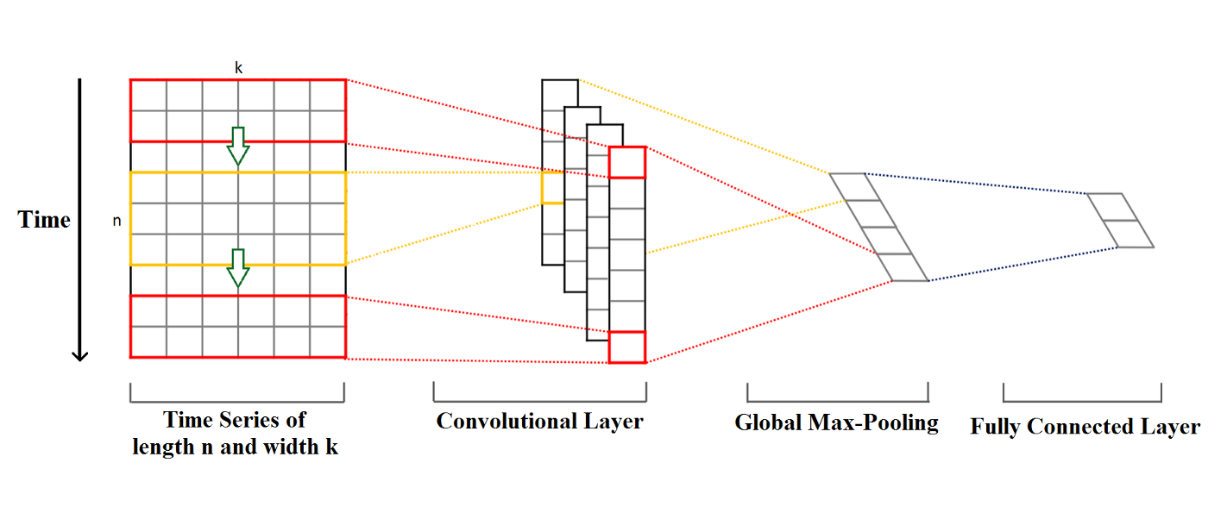 k
Time
n
Time Series of
length n and width k
Convolutional Layer
Global Max-Pooling
Fully Connected Layer